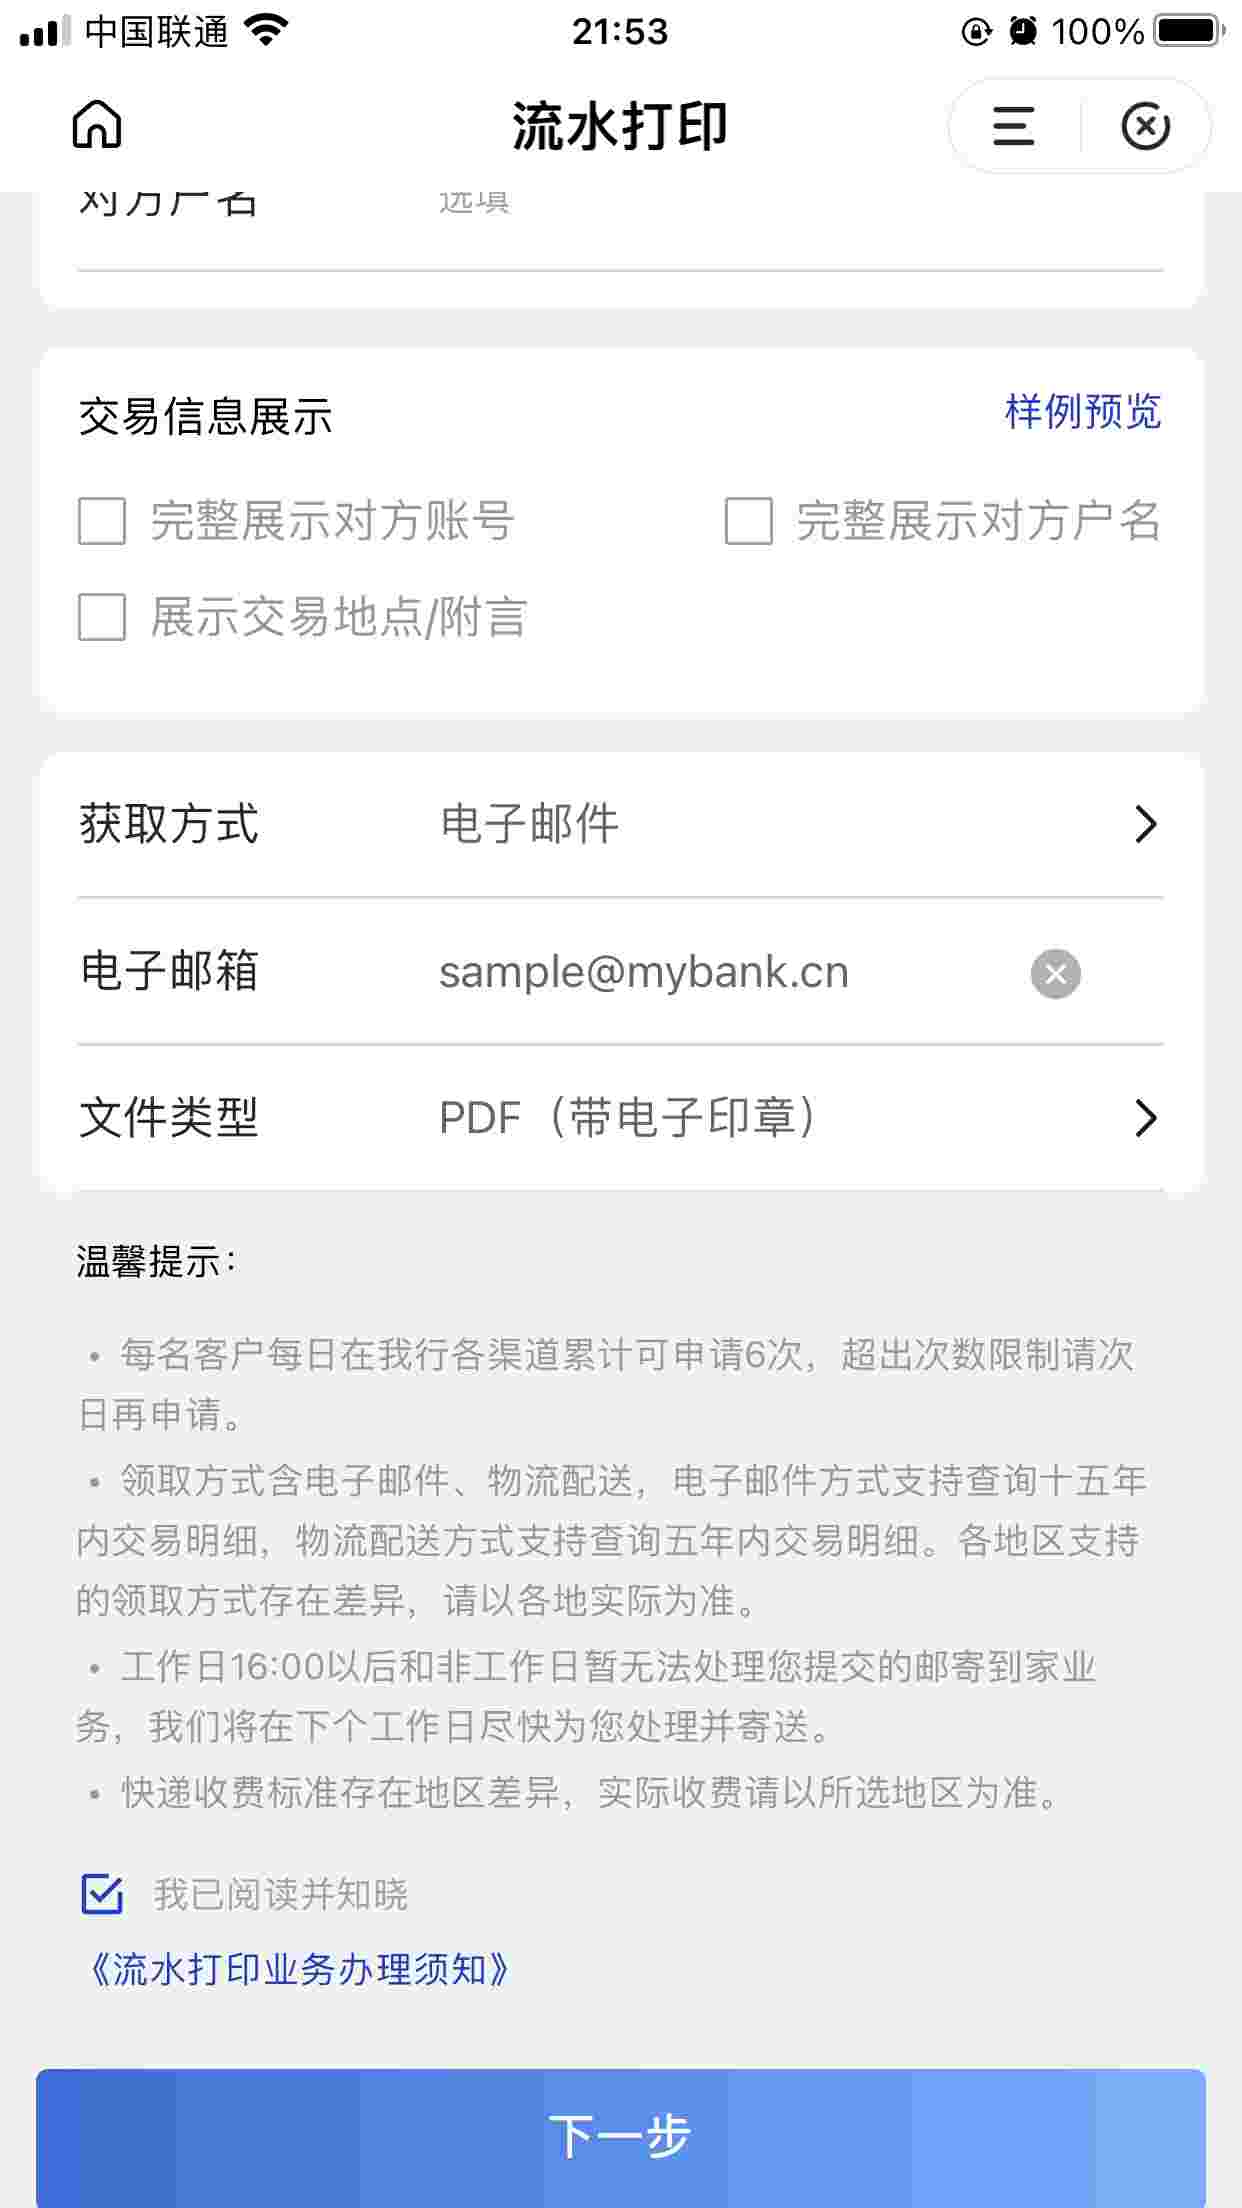 中国联通
21:53
100%
流水打印
对方户名
选填
交易信息展示
样例预览
完整展示对方账号
完整展示对方户名
展示交易地点/附言
获取方式
电子邮件
电子邮箱
sample@mybank.cn
文件类型
PDF（带电子印章）
温馨提示：
• 每名客户每日在我行各渠道累计可申请6次，超出次数限制请次
日再申请。
• 领取方式含电子邮件、物流配送，电子邮件方式支持查询十五年
内交易明细，物流配送方式支持查询五年内交易明细。各地区支持
的领取方式存在差异，请以各地实际为准。
• 工作日16:00以后和非工作日暂无法处理您提交的邮寄到家业
务，我们将在下个工作日尽快为您处理并寄送。
• 快递收费标准存在地区差异，实际收费请以所选地区为准。
我已阅读并知晓
《流水打印业务办理须知》
下一步